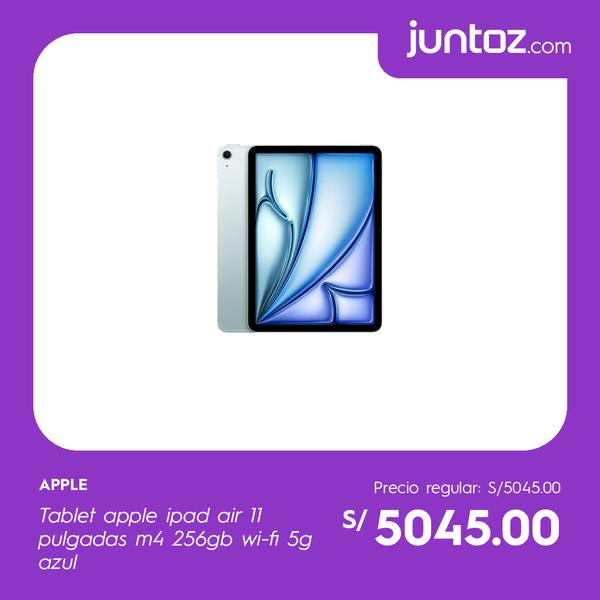 juntoz.com
APPLE
Tablet apple ipad air 11
pulgadas m4 256gb wi-fi 5g
azul
Precio regular: S/5045.00
S/ 5045.00